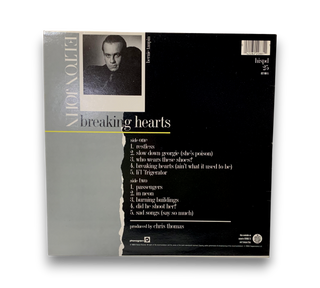 ELTON JOHN
bernie taupin
hispd
25
breaking hearts
side one
1. restless
2. slow down georgie (she's poison)
3. who wears these shoes?
4. breaking hearts (ain't what it used to be)
5. li'l 'frigerator
side two
1. passengers
2. in neon
3. burning buildings
4. did he shoot her?
5. sad songs (say so much)
produced by chris thomas